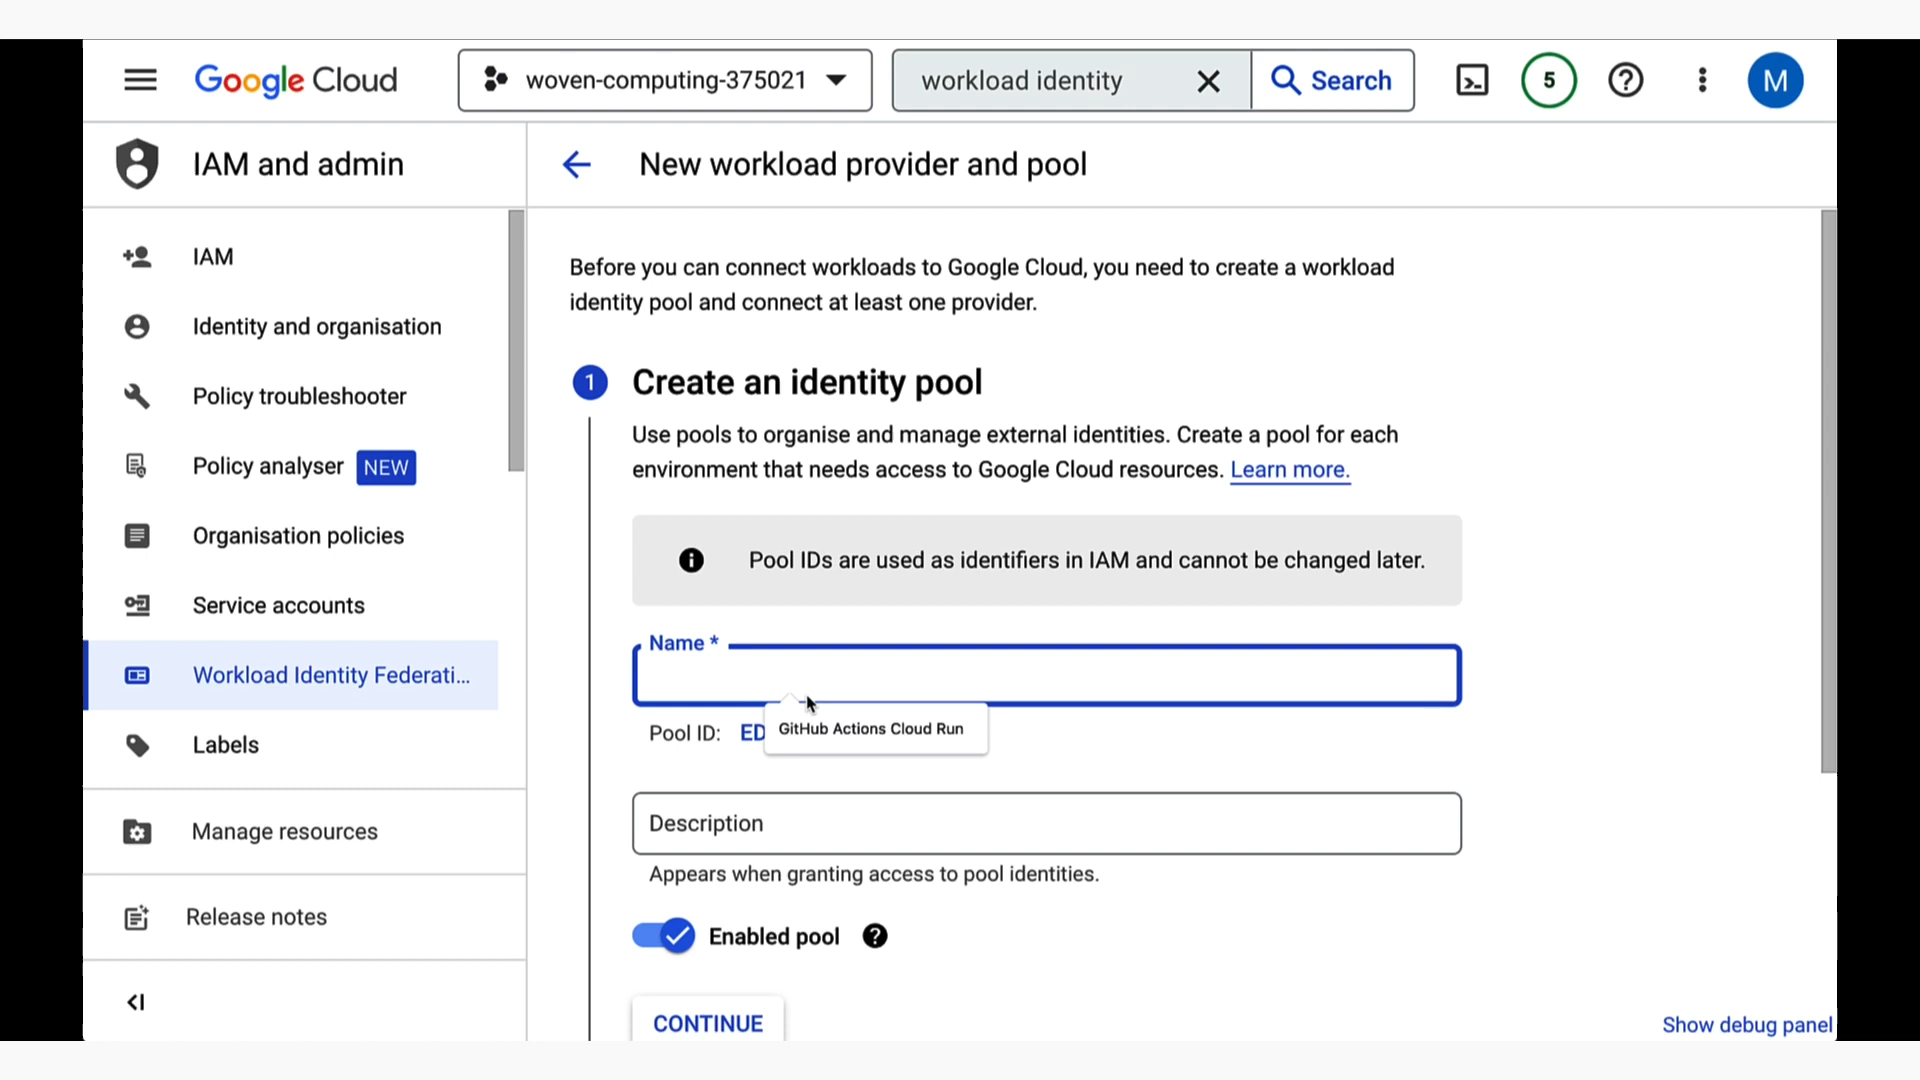 Google Cloud
woven-computing-375021
workload identity
Search
5
M
IAM and admin
New workload provider and pool
IAM
Identity and organisation
Policy troubleshooter
Policy analyser NEW
Organisation policies
Service accounts
Workload Identity Federati...
Labels
Manage resources
Release notes
Before you can connect workloads to Google Cloud, you need to create a workload
identity pool and connect at least one provider.
1 Create an identity pool
Use pools to organise and manage external identities. Create a pool for each
environment that needs access to Google Cloud resources. Learn more.
Pool IDs are used as identifiers in IAM and cannot be changed later.
Name *
Pool ID: ED
GitHub Actions Cloud Run
Description
Appears when granting access to pool identities.
Enabled pool
CONTINUE
Show debug panel